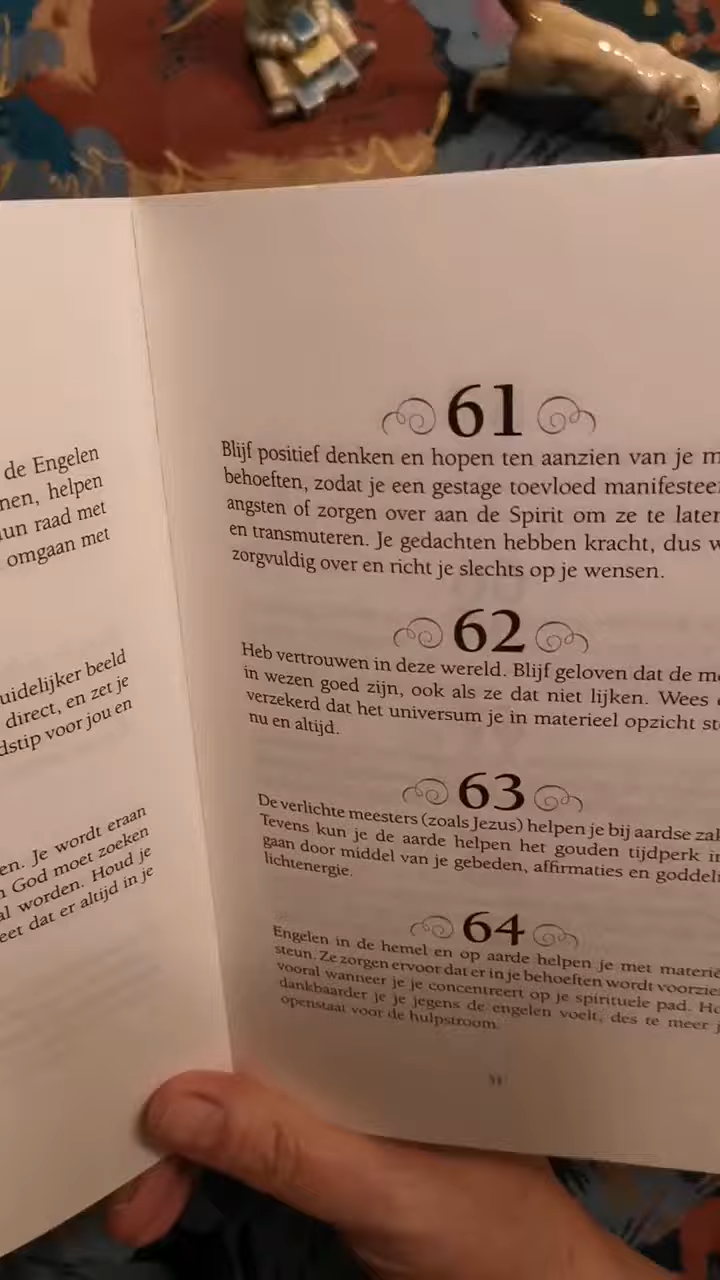 de Engelen
helpen
raad met
omgaan met
beeld
direct, en zet je
voor jou en
Je wordt eraan
God moet zoeken
worden. Houd je
dat er altijd in je
61
Blijf positief denken en hopen ten aanzien van je
behoeften, zodat je een gestage toevloed
angsten of zorgen over aan de Spirit om ze te
en transmuteren. Je gedachten hebben kracht, dus
zorgvuldig over en richt je slechts op je wensen.
62
Heb vertrouwen in deze wereld. Blijf geloven dat de
in wezen goed zijn, ook als ze dat niet lijken. Wees
verzekerd dat het universum je in materieel opzicht
nu en altijd.
63
De verlichte meesters (zoals Jezus) helpen je bij aardse
Tevens kun je de aarde helpen het gouden tijdperk
gaan door middel van je gebeden, affirmaties en
lichtenergie.
64
Engelen in de hemel en op aarde helpen je met
steun. Ze zorgen ervoor dat er in je behoeften wordt
vooral wanneer je je concentreert op je spirituele pad.
dankbaarder je je jegens de engelen voelt, des te meer
openstaat voor de hulpstroom.